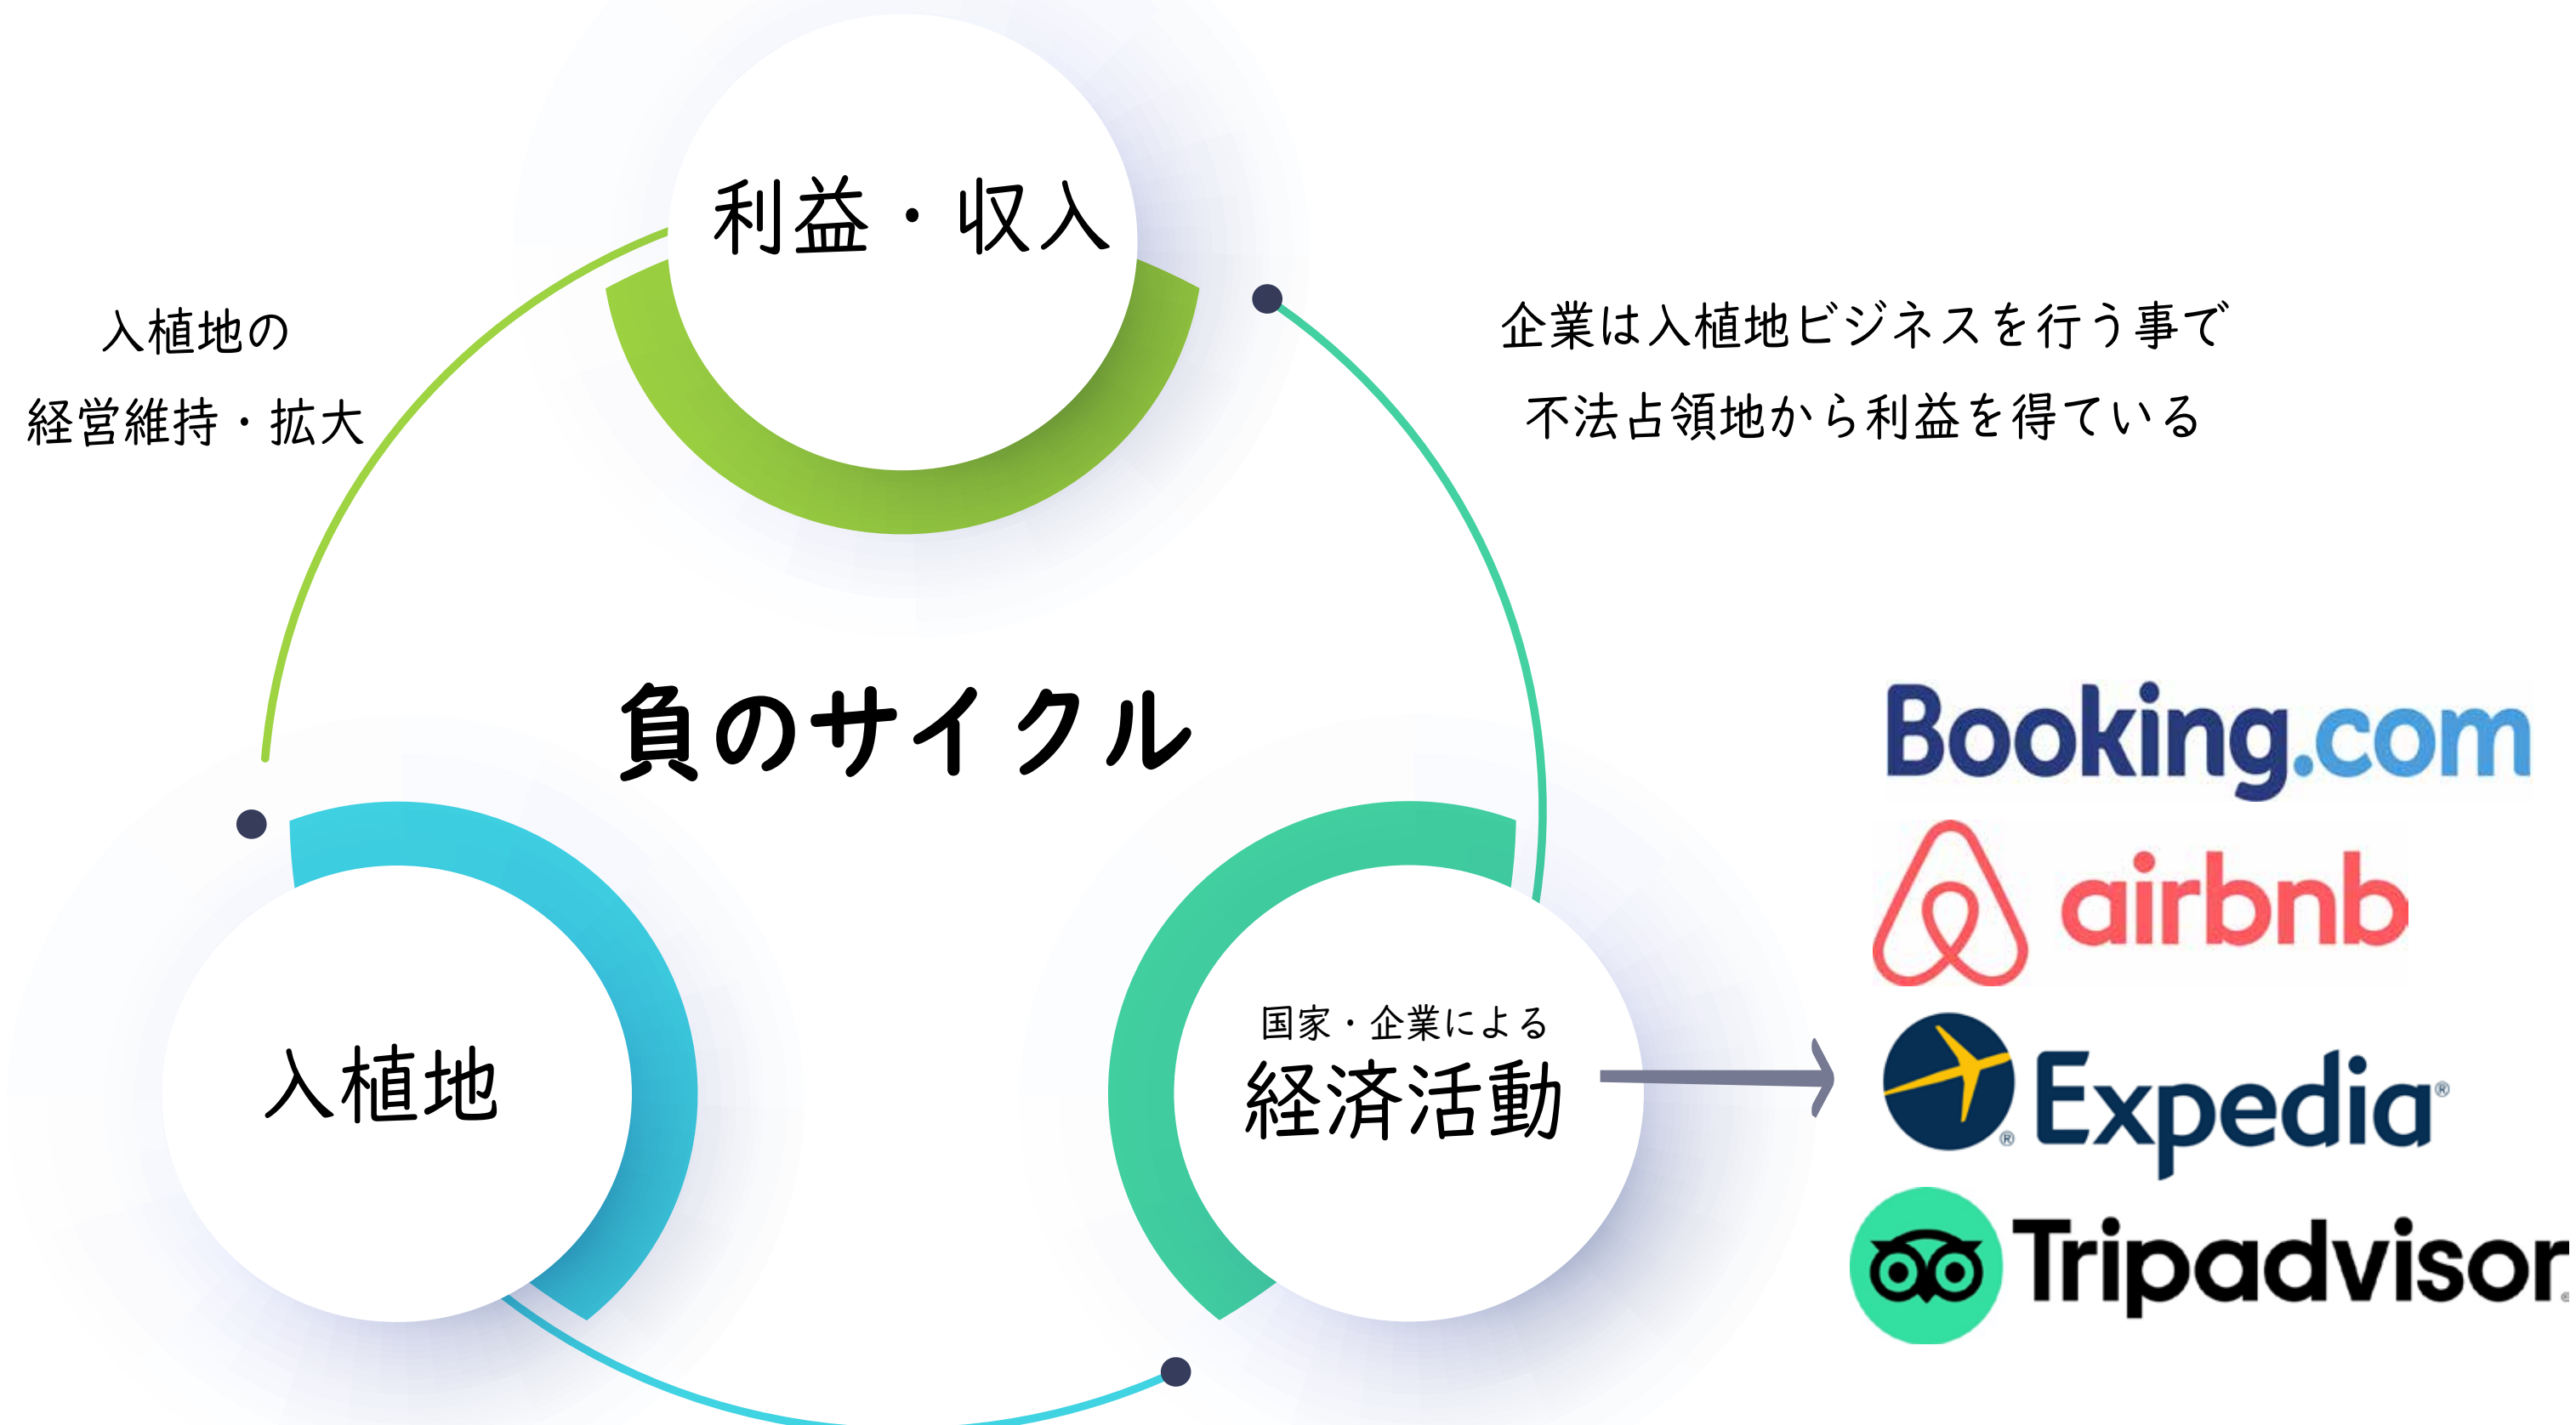 利益・収入
入植地の
経営維持・拡大
企業は入植地ビジネスを行う事で
不法占領地から利益を得ている
負のサイクル
入植地
国家・企業による
経済活動
Booking.com
airbnb
Expedia®
Tripadvisor